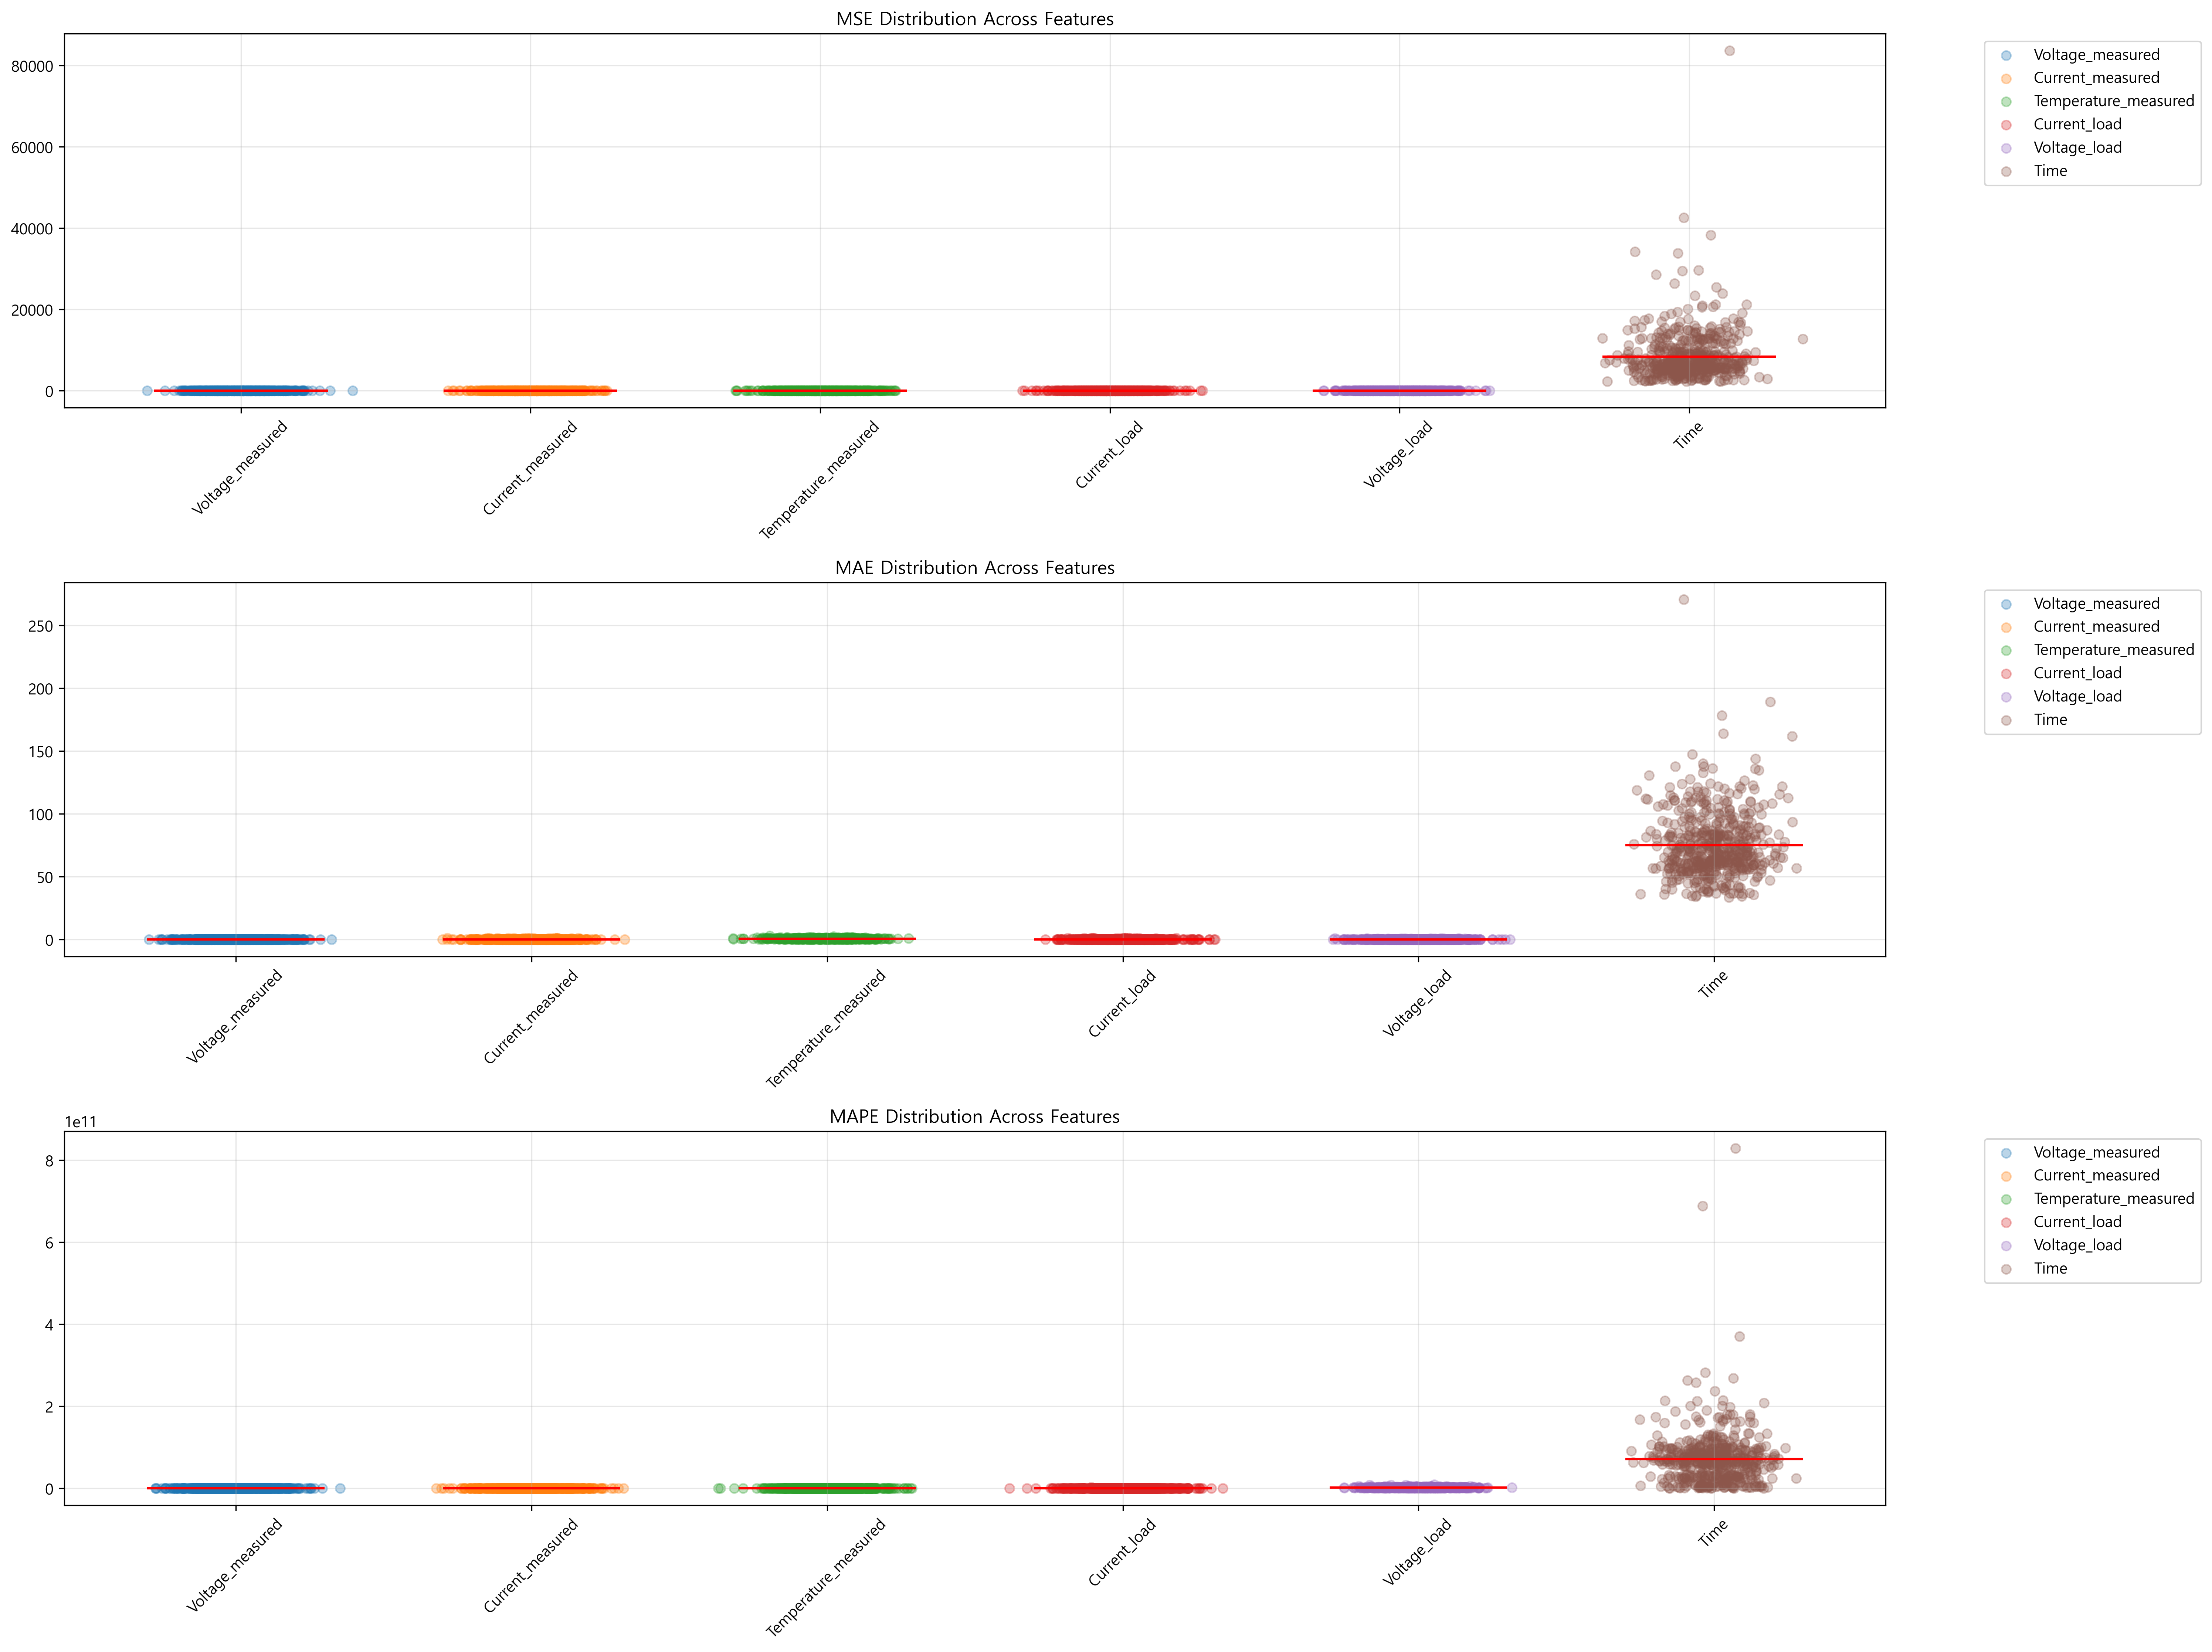 MSE Distribution Across Features
80000
60000
40000
20000
0
Voltage_measured
Current_measured
Temperature_measured
Current_load
Voltage_load
Time
Voltage_measured
Current_measured
Temperature_measured
Current_load
Voltage_load
Time
MAE Distribution Across Features
250
200
150
100
50
0
Voltage_measured
Current_measured
Temperature_measured
Current_load
Voltage_load
Time
Voltage_measured
Current_measured
Temperature_measured
Current_load
Voltage_load
Time
MAPE Distribution Across Features
1e11
8
6
4
2
0
Voltage_measured
Current_measured
Temperature_measured
Current_load
Voltage_load
Time
Voltage_measured
Current_measured
Temperature_measured
Current_load
Voltage_load
Time